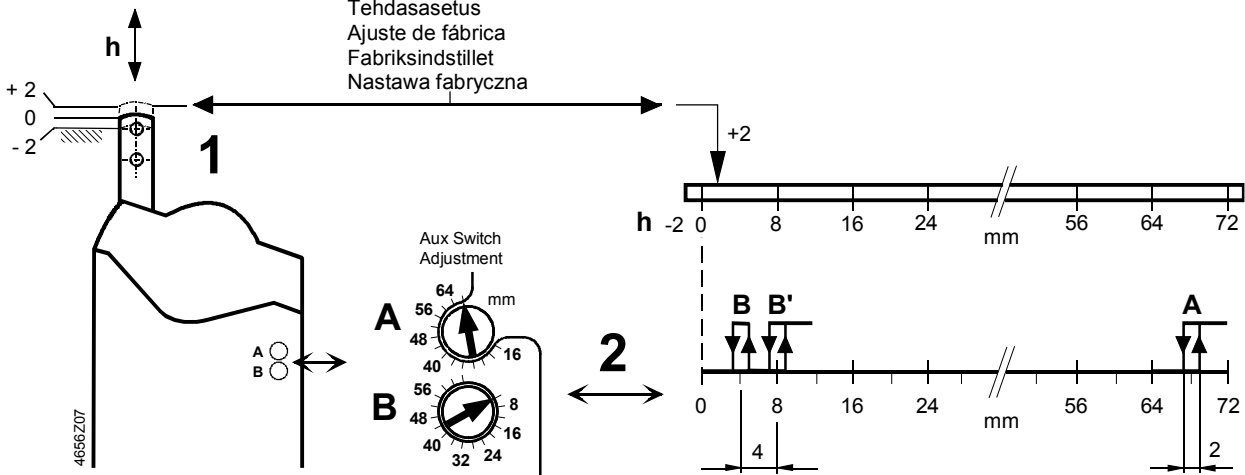 Tehdasasetus
Ajuste de fábrica
Fabriksindstillet
Nastawa fabryczna
h
+ 2
0
- 2
1
+2
h -2 0 8 16 24 mm 56 64 72
Aux Switch
Adjustment
A
64
56
48
40
mm
16
A
B
B
56
48
40
32
24
16
8
2
B B' A
0 8 16 24 mm 56 64 72
4
2
4656Z07